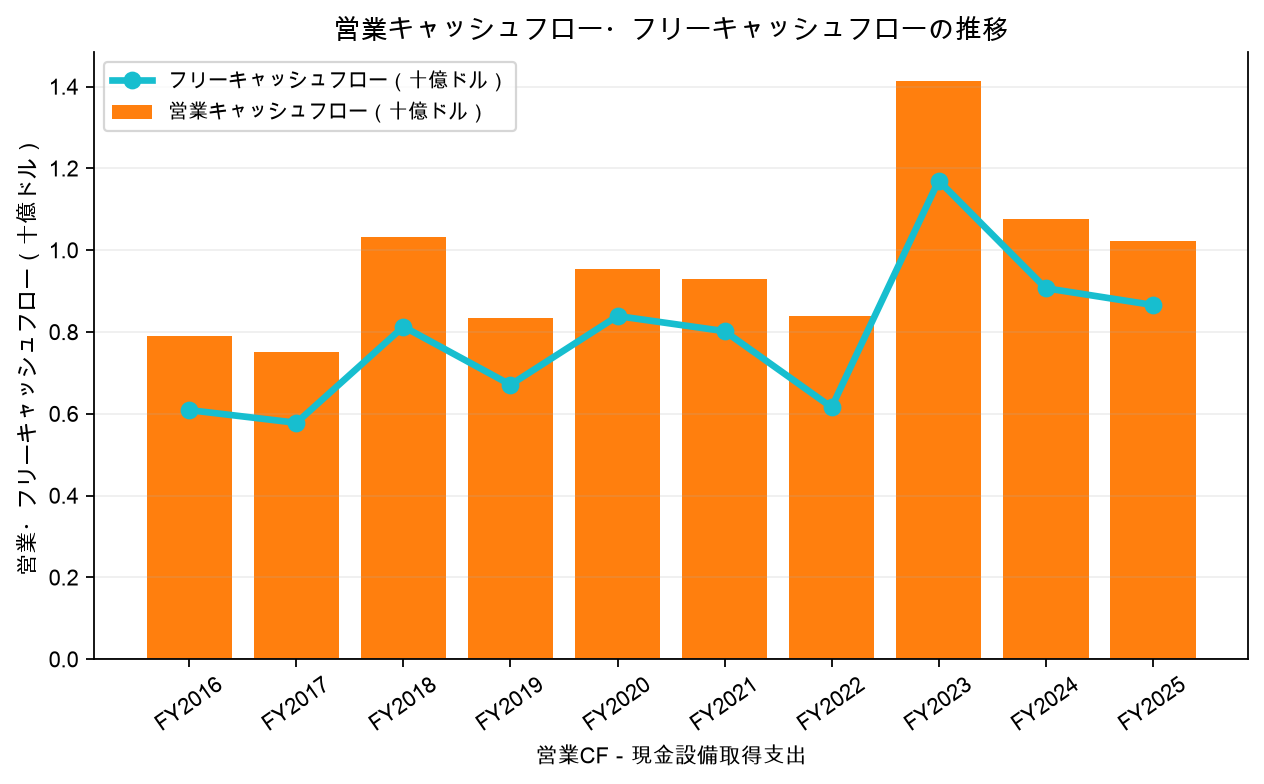 営業キャッシュフロー・フリーキャッシュフローの推移
フリーキャッシュフロー(十億ドル)
営業キャッシュフロー(十億ドル)
営業・フリーキャッシュフロー(十億ドル)
1.4
1.2
1.0
0.8
0.6
0.4
0.2
0.0
FY2016
FY2017
FY2018
FY2019
FY2020
FY2021
FY2022
FY2023
FY2024
FY2025
営業CF - 現金設備取得支出